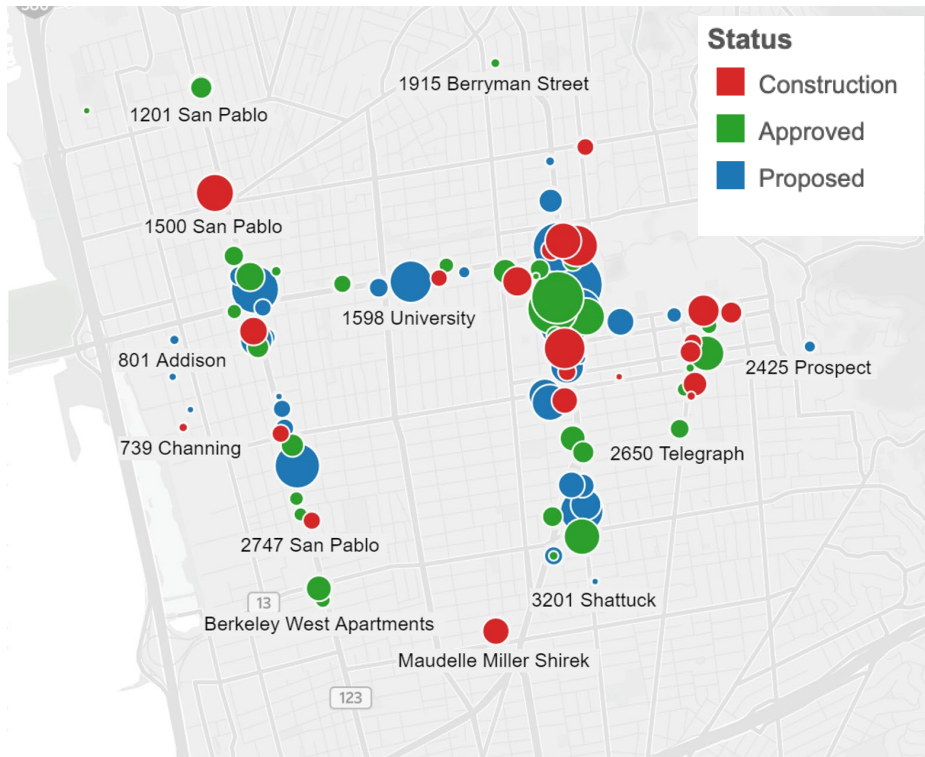 580
Status
Construction
Approved
Proposed
1915 Berryman Street
1201 San Pablo
1500 San Pablo
1598 University
801 Addison
2425 Prospect
739 Channing
2650 Telegraph
2747 San Pablo
3201 Shattuck
13
Berkeley West Apartments
Maudelle Miller Shirek
123